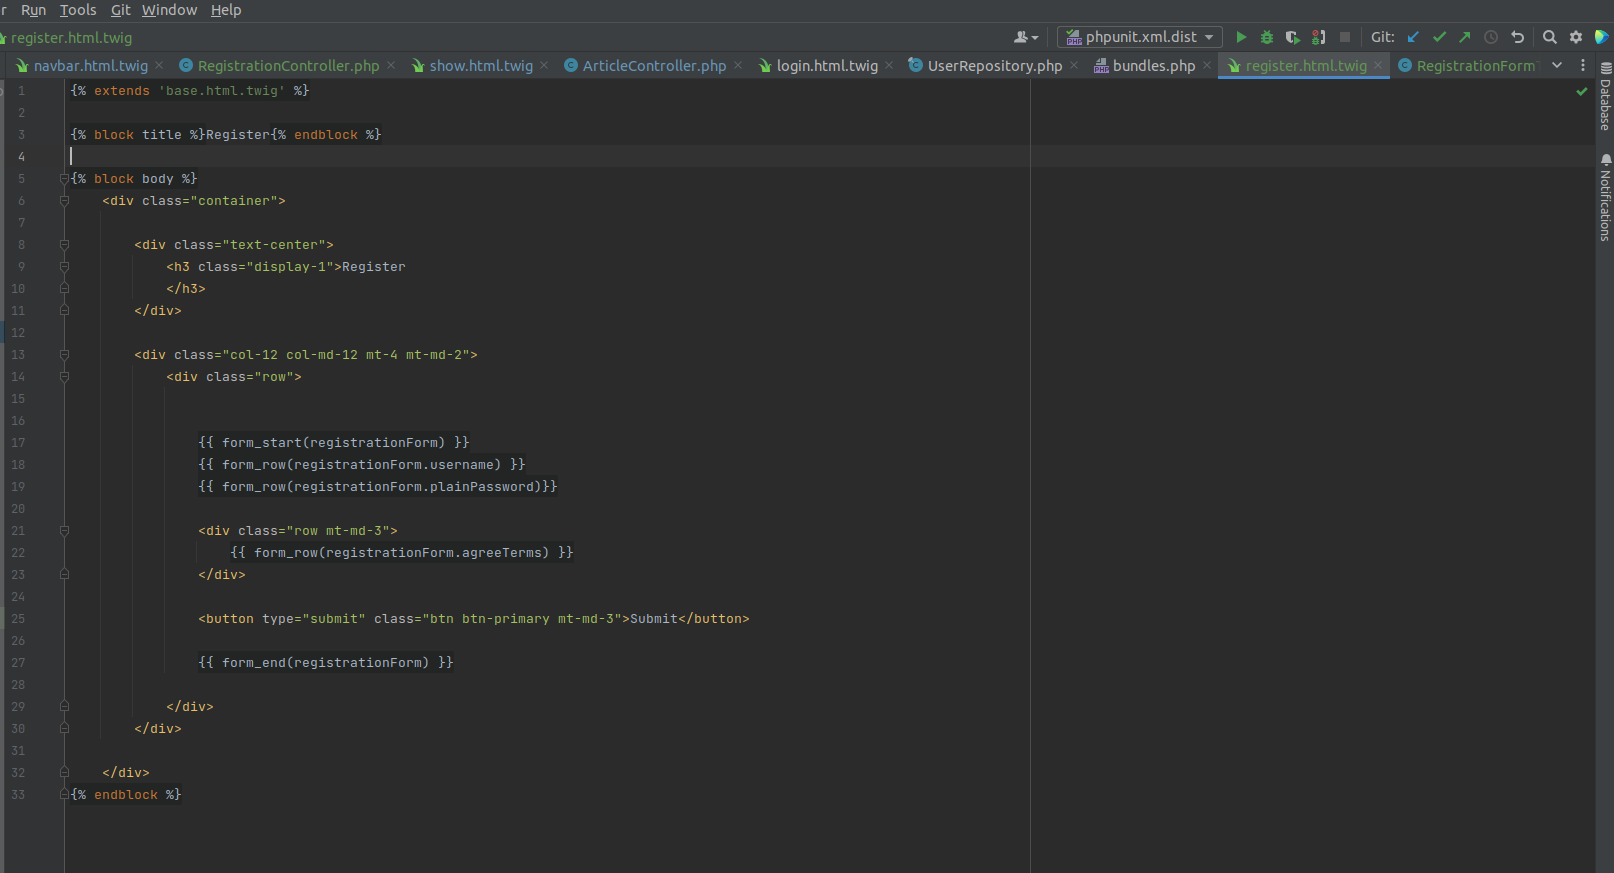 r Run Tools Git Window Help
register.html.twig phpunit.xml.dist Git:
navbar.html.twig RegistrationController.php show.html.twig ArticleController.php login.html.twig UserRepository.php bundles.php register.html.twig RegistrationForm
Database
Notifications
1 {% extends 'base.html.twig' %}
2
3 {% block title %}Register{% endblock %}
4
5 {% block body %}
6 <div class="container">
7
8 <div class="text-center">
9 <h3 class="display-1">Register
10 </h3>
11 </div>
12
13 <div class="col-12 col-md-12 mt-4 mt-md-2">
14 <div class="row">
15
16
17 {{ form_start(registrationForm) }}
18 {{ form_row(registrationForm.username) }}
19 {{ form_row(registrationForm.plainPassword)}}
20
21 <div class="row mt-md-3">
22 {{ form_row(registrationForm.agreeTerms) }}
23 </div>
24
25 <button type="submit" class="btn btn-primary mt-md-3">Submit</button>
26
27 {{ form_end(registrationForm) }}
28
29 </div>
30 </div>
31
32 </div>
33 {% endblock %}